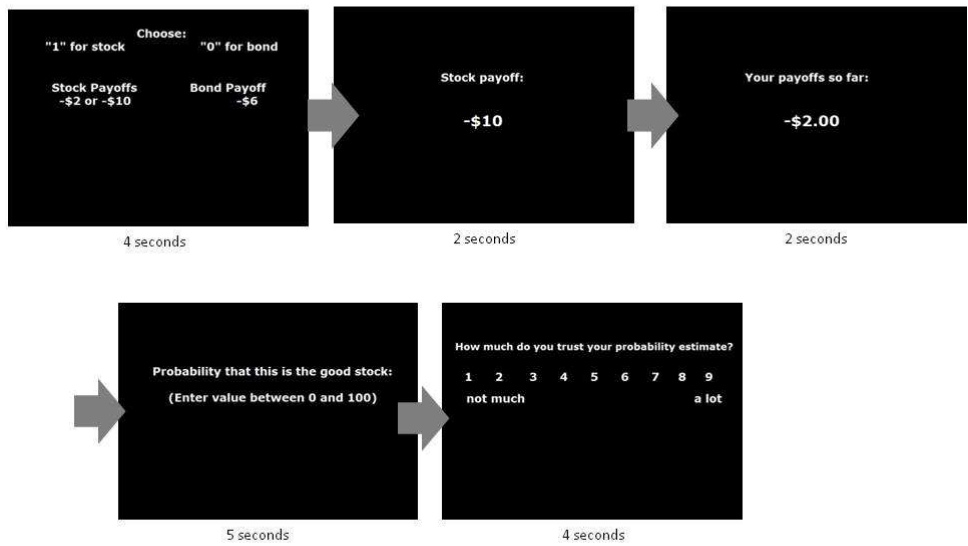 Choose:
"1" for stock "0" for bond
Stock Payoffs Bond Payoff
-$2 or -$10 -$6
4 seconds
Stock payoff:
-$10
2 seconds
Your payoffs so far:
-$2.00
2 seconds
Probability that this is the good stock:
(Enter value between 0 and 100)
5 seconds
How much do you trust your probability estimate?
1 2 3 4 5 6 7 8 9
not much a lot
4 seconds